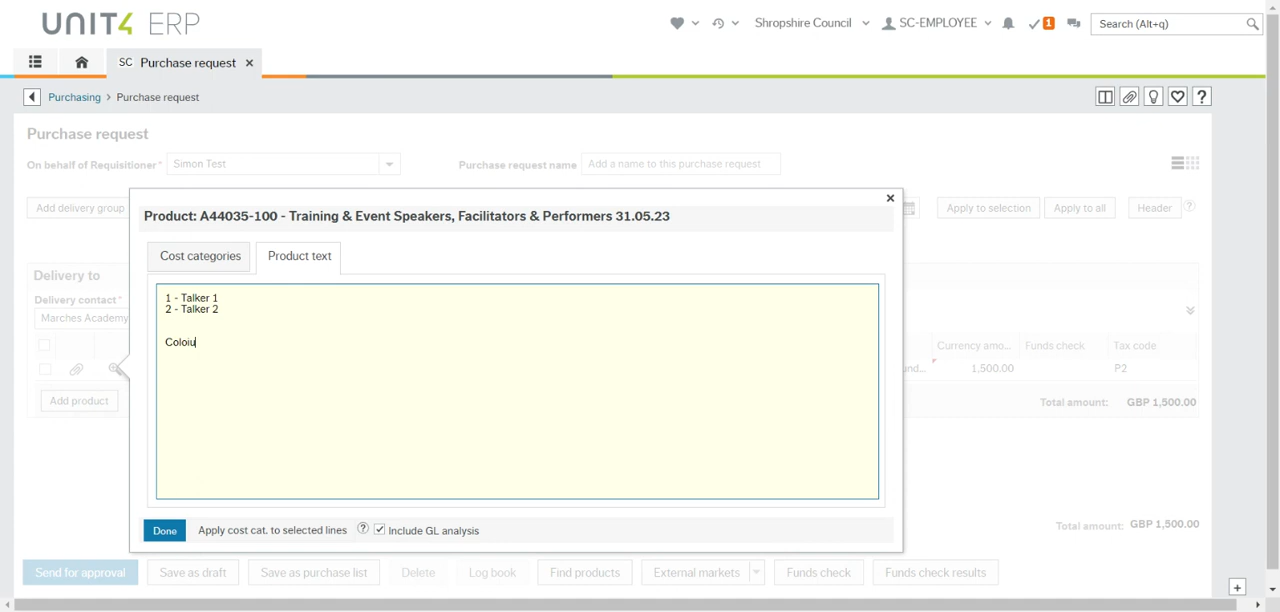 UNIT4 ERP
Shropshire Council
SC-EMPLOYEE
1
Search (Alt+q)
SC Purchase request ×
Purchasing > Purchase request
?
Purchase request
On behalf of Requisitioner* Simon Test
Purchase request name Add a name to this purchase request
Add delivery group
Apply to selection
Apply to all
Header
?
Product: A44035-100 - Training & Event Speakers, Facilitators & Performers 31.05.23
×
Cost categories
Product text
1 - Talker 1
2 - Talker 2
Coloiu
Delivery to
Delivery contact*
Marches Academy
Currency amo... Funds check Tax code
und... 1,500.00 P2
Add product
Total amount: GBP 1,500.00
Done
Apply cost cat. to selected lines
?
Include GL analysis
Total amount: GBP 1,500.00
Send for approval
Save as draft
Save as purchase list
Delete
Log book
Find products
External markets
Funds check
Funds check results
+